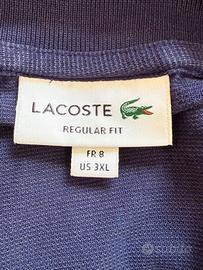 LACOSTE
REGULAR FIT
FR 8
US 3XL
subito